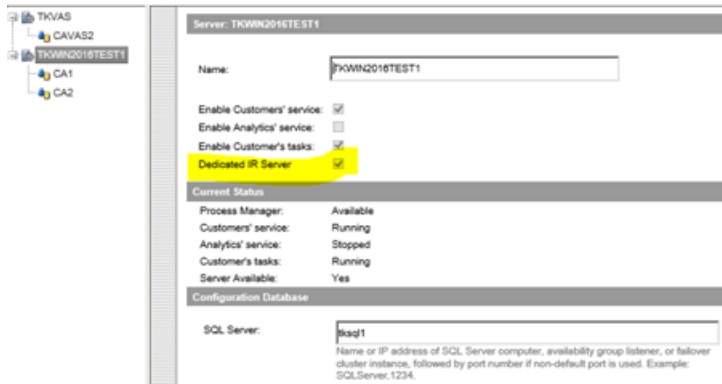 TKVAS
CAVAS2
TKWIN2016TEST1
CA1
CA2
Server: TKWIN2016TEST1
Name: TKWIN2016TEST1
Enable Customers' service:
Enable Analytics' service:
Enable Customer's tasks:
Dedicated IR Server
Current Status
Process Manager: Available
Customers' service: Running
Analytics' service: Stopped
Customer's tasks: Running
Server Available: Yes
Configuration Database
SQL Server: tksql1
Name or IP address of SQL Server computer, availability group listener, or failover
cluster instance, followed by port number if non-default port is used. Example:
SQLServer,1234.